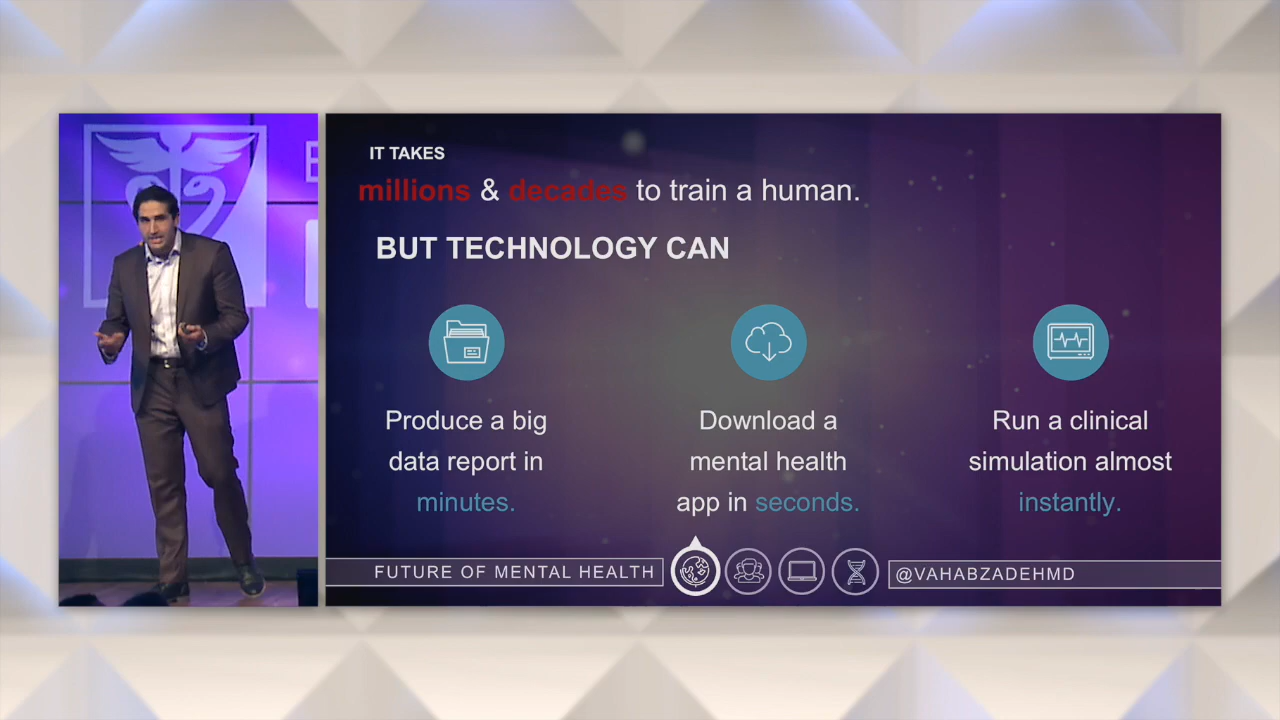 IT TAKES
millions & decades to train a human.
BUT TECHNOLOGY CAN
Produce a big
data report in
minutes.
Download a
mental health
app in seconds.
Run a clinical
simulation almost
instantly.
FUTURE OF MENTAL HEALTH
@VAHABZADEHMD